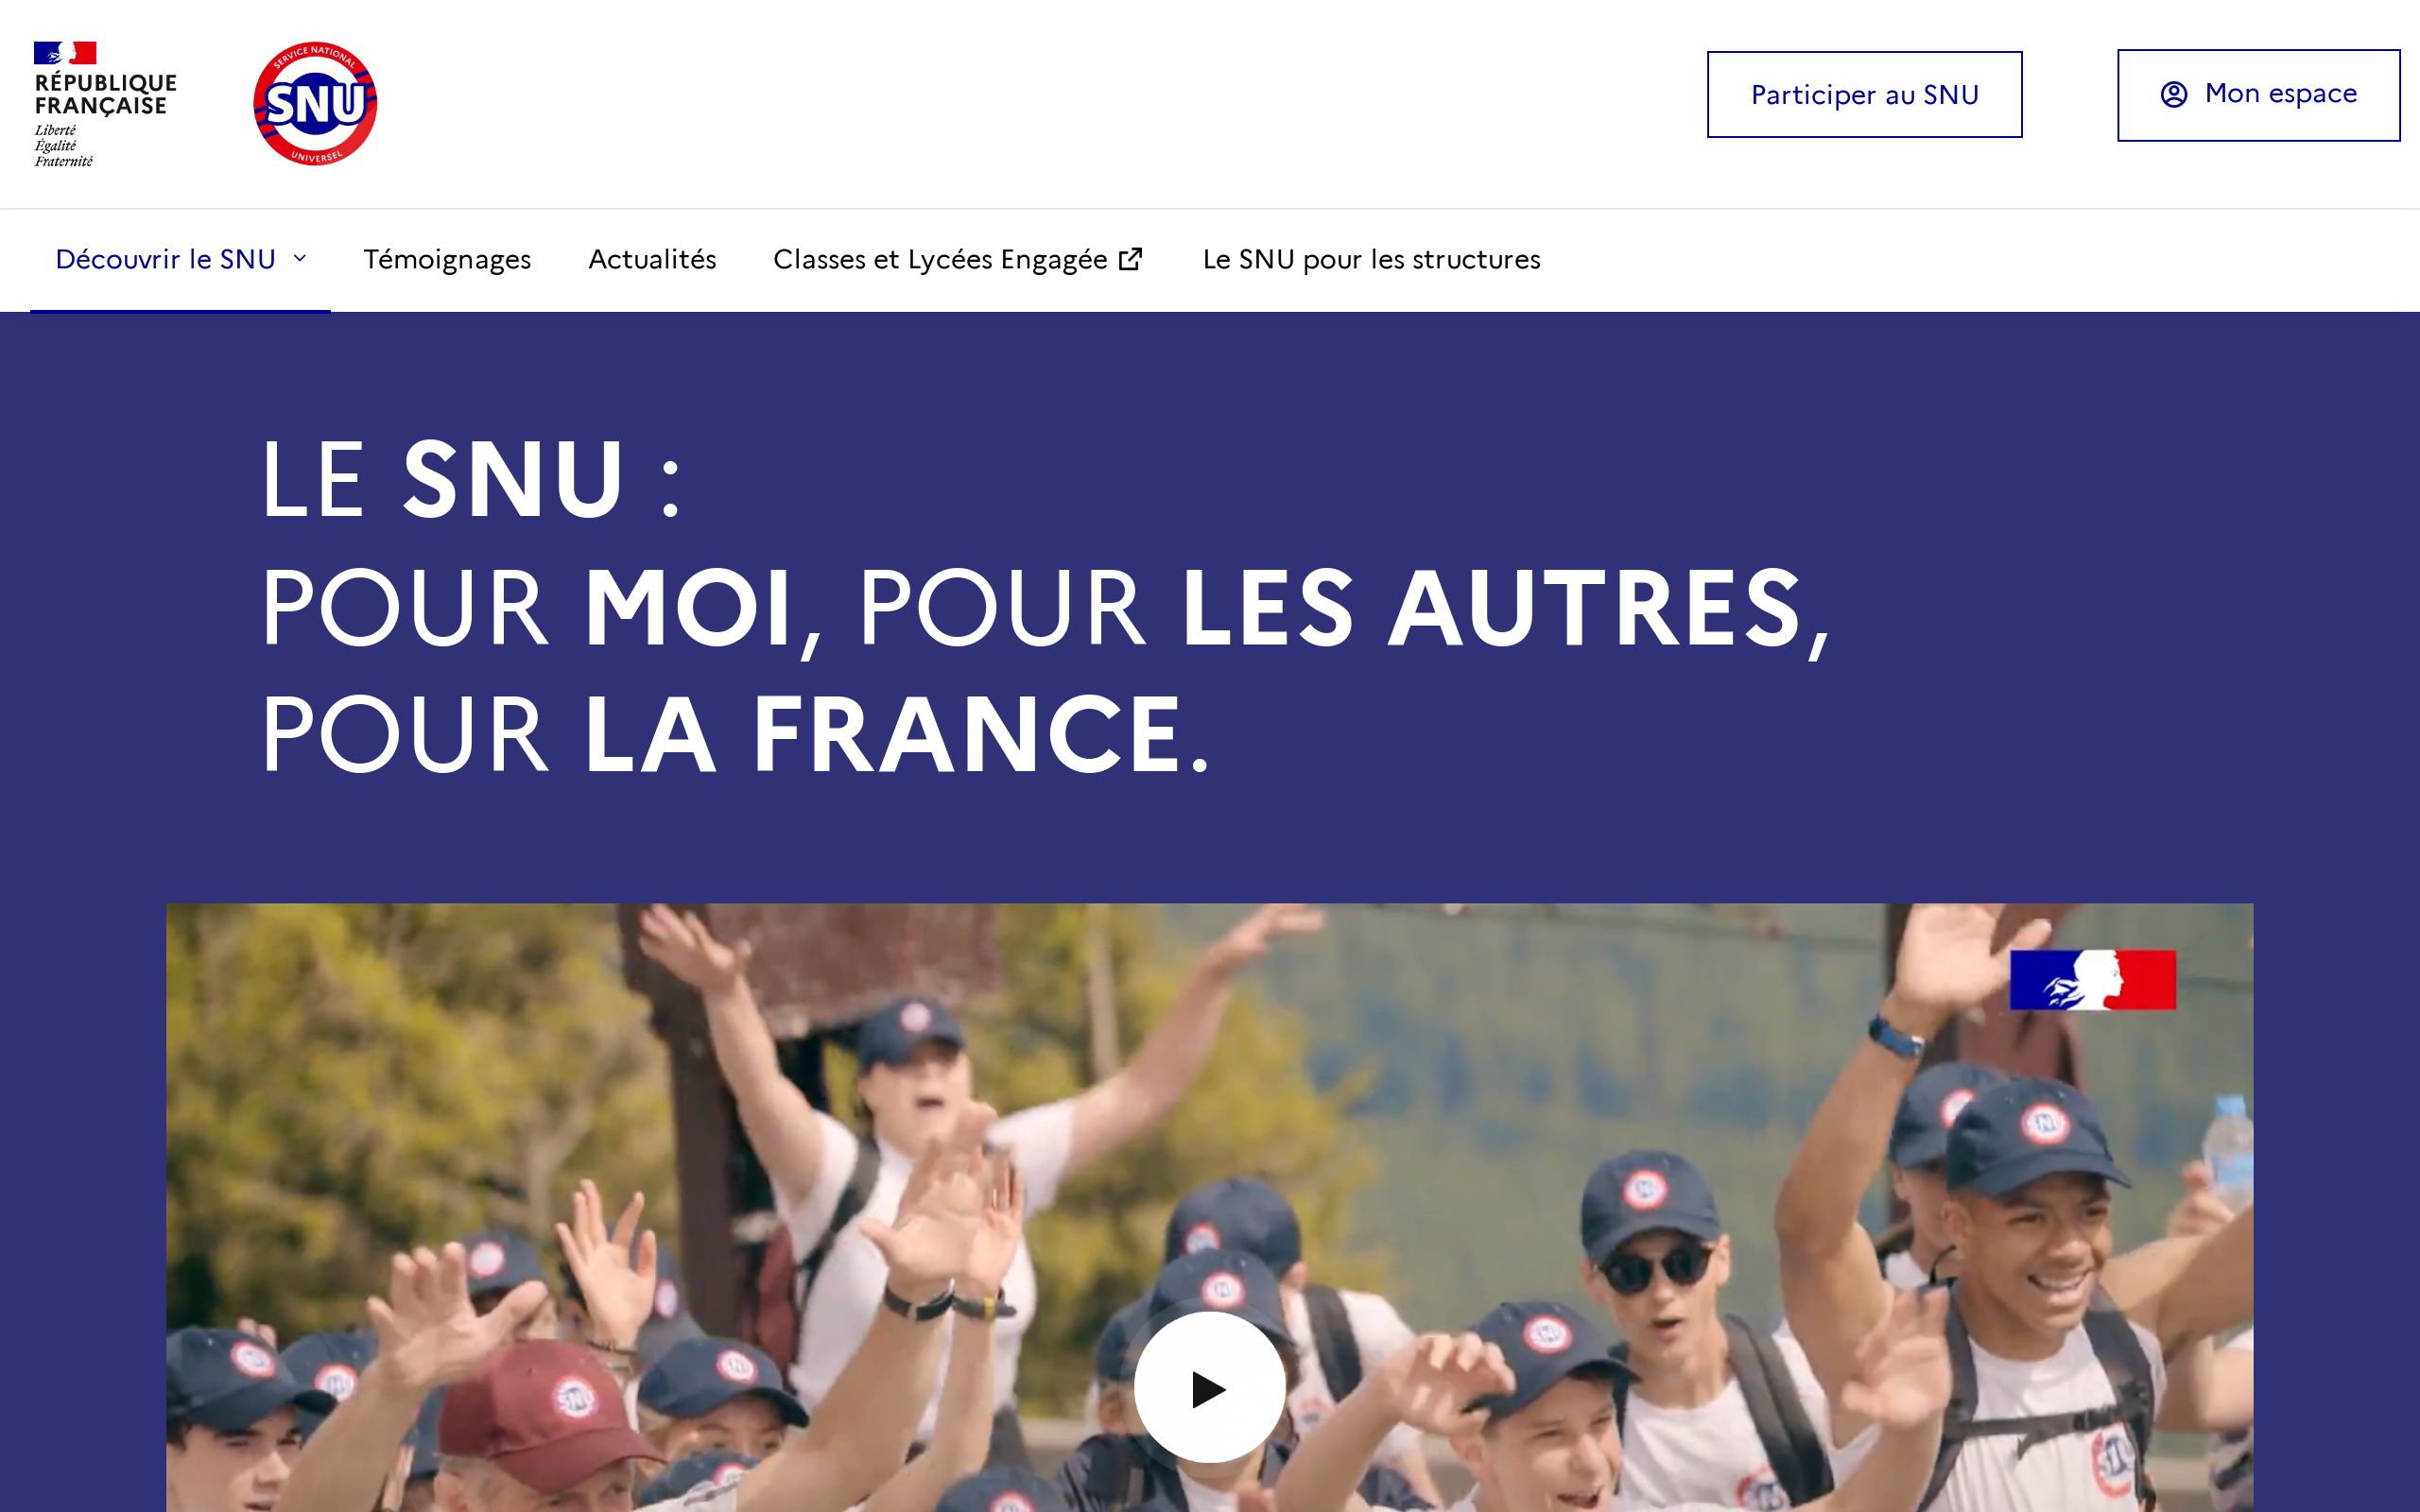 RÉPUBLIQUE
FRANÇAISE
Liberté
Égalité
Fraternité
SERVICE NATIONAL
SNU
UNIVERSEL
Participer au SNU
Mon espace
Découvrir le SNU
Témoignages
Actualités
Classes et Lycées Engagée
Le SNU pour les structures
LE SNU :
POUR MOI, POUR LES AUTRES,
POUR LA FRANCE.